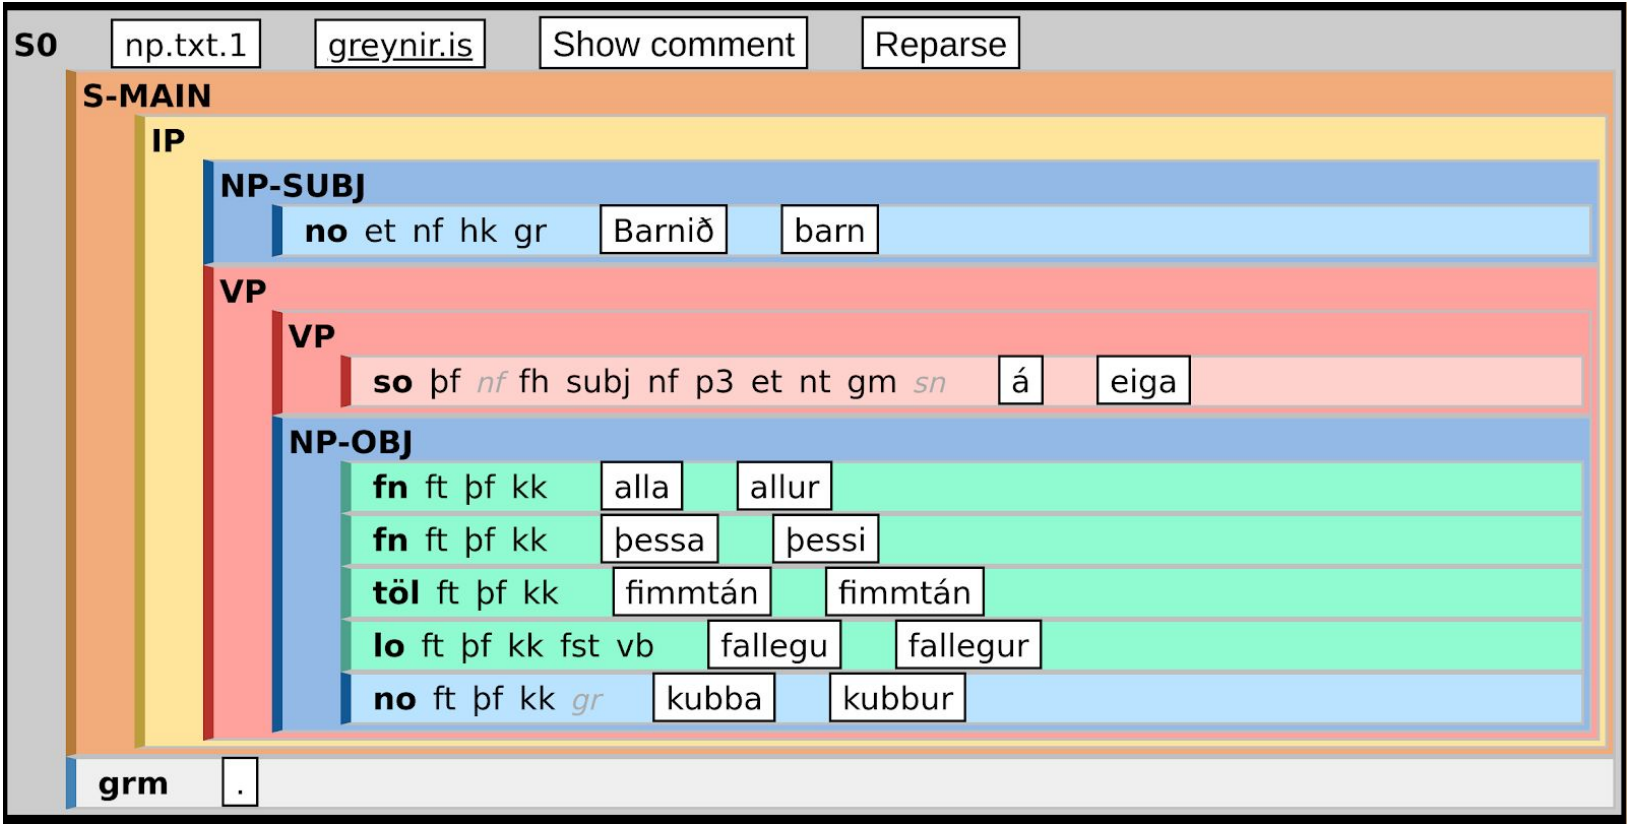 S0 np.txt.1 greynir.is Show comment Reparse
S-MAIN
IP
NP-SUBJ
no et nf hk gr Barnið barn
VP
VP
so þf nf fh subj nf p3 et nt gm sn á eiga
NP-OBJ
fn ft þf kk alla allur
fn ft þf kk þessa þessi
töl ft þf kk fimmtán fimmtán
lo ft þf kk fst vb fallegu fallegur
no ft þf kk gr kubba kubbur
grm .